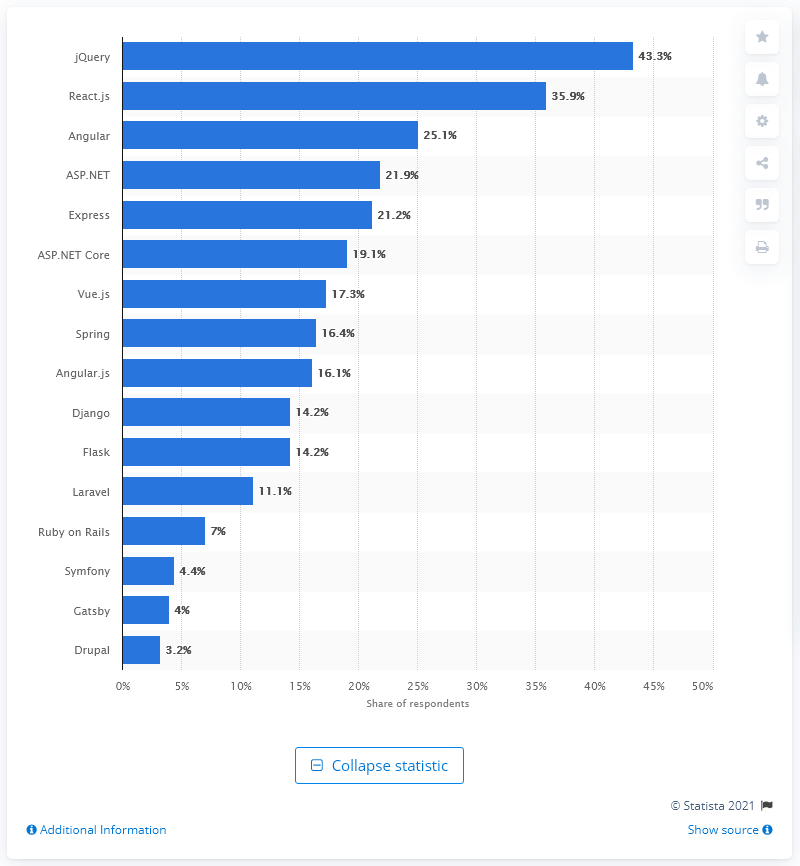 jQuery 43.3%
React.js 35.9%
Angular 25.1%
ASP.NET 21.9%
Express 21.2%
ASP.NET Core 19.1%
Vue.js 17.3%
Spring 16.4%
Angular.js 16.1%
Django 14.2%
Flask 14.2%
Laravel 11.1%
Ruby on Rails 7%
Symfony 4.4%
Gatsby 4%
Drupal 3.2%
0% 5% 10% 15% 20% 25% 30% 35% 40% 45% 50%
Share of respondents
Collapse statistic
© Statista 2021
Additional Information Show source